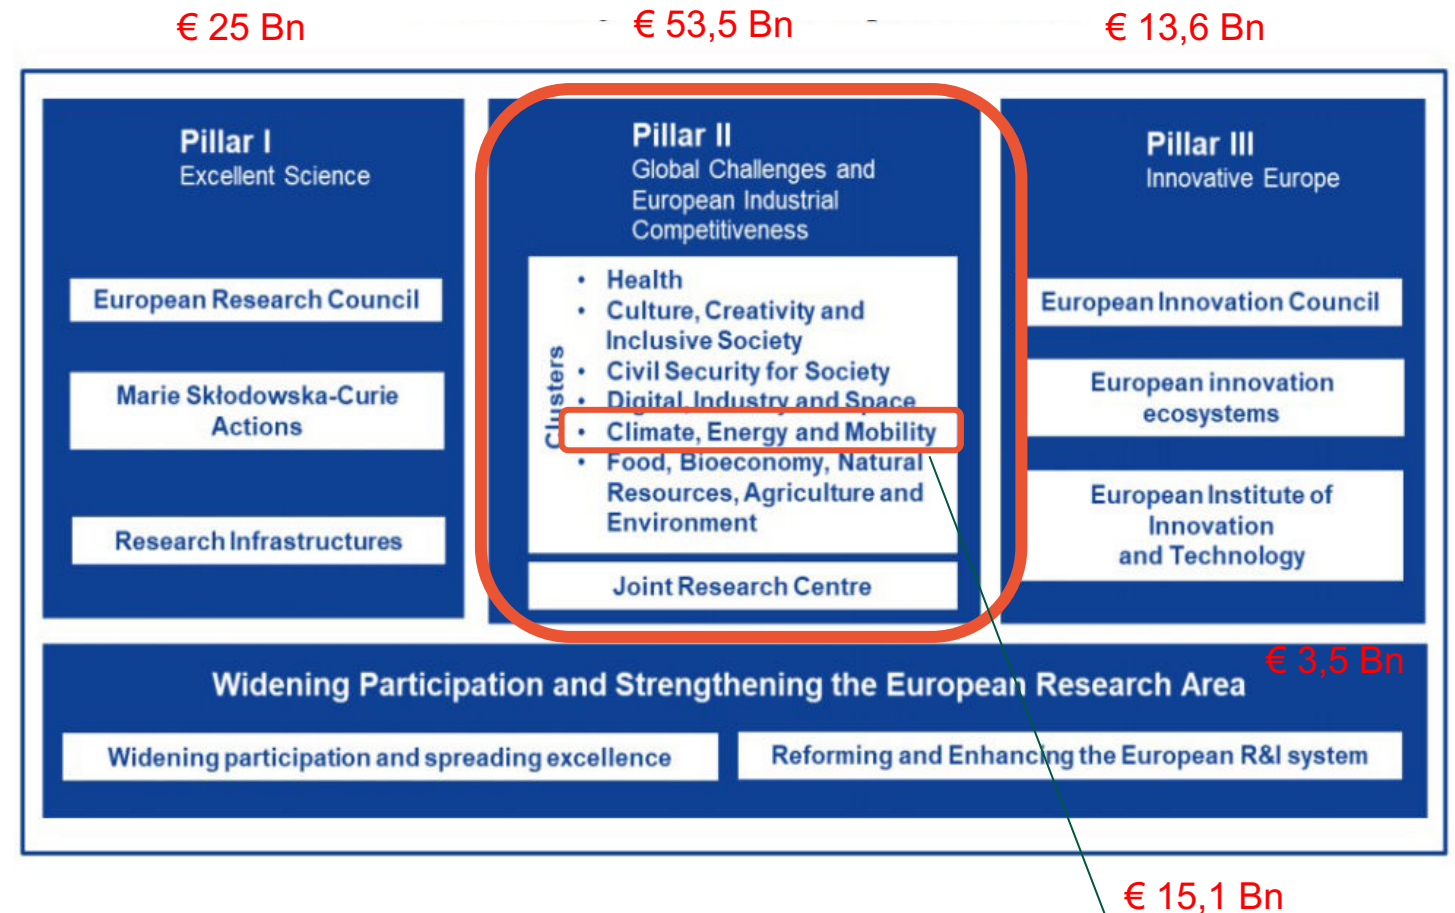 € 25 Bn
€ 53,5 Bn
€ 13,6 Bn
Pillar I
Excellent Science
European Research Council
Marie Skłodowska-Curie
Actions
Research Infrastructures
Pillar II
Global Challenges and
European Industrial
Competitiveness
Clusters
• Health
• Culture, Creativity and
Inclusive Society
• Civil Security for Society
• Digital, Industry and Space
• Climate, Energy and Mobility
• Food, Bioeconomy, Natural
Resources, Agriculture and
Environment
Joint Research Centre
Pillar III
Innovative Europe
European Innovation Council
European innovation
ecosystems
European Institute of
Innovation
and Technology
€ 3,5 Bn
Widening Participation and Strengthening the European Research Area
Widening participation and spreading excellence
Reforming and Enhancing the European R&I system
€ 15,1 Bn